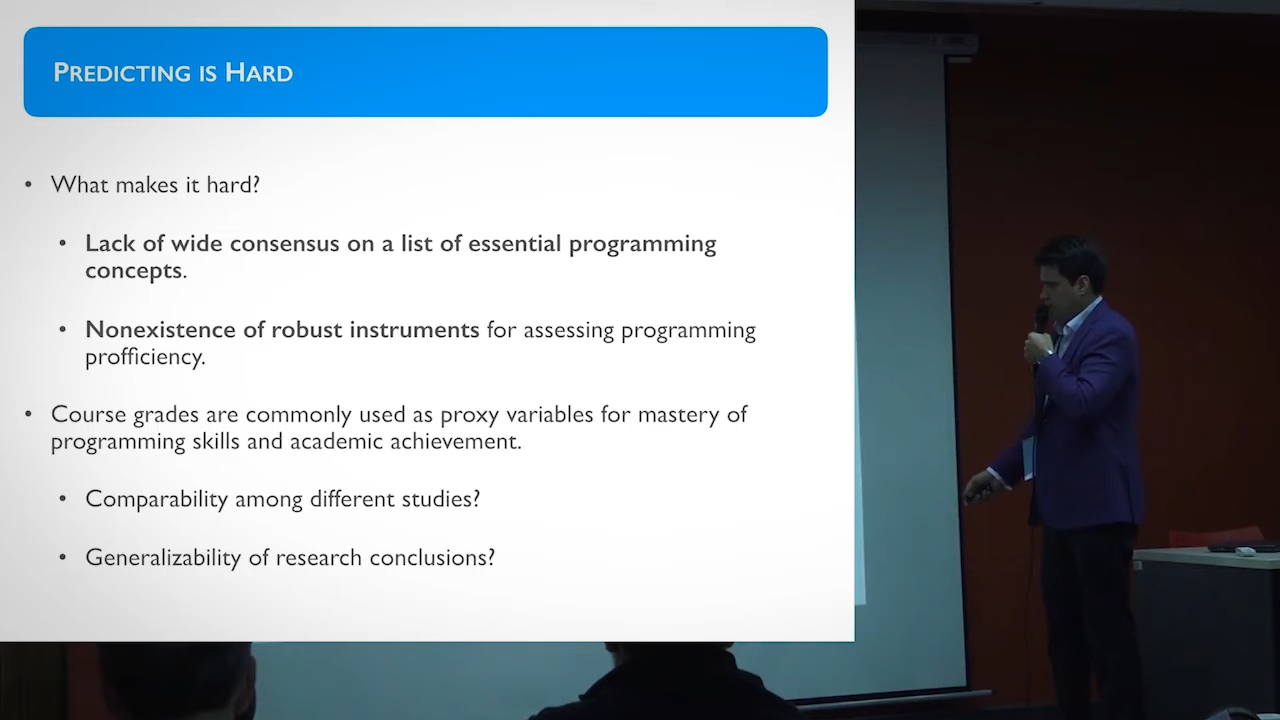 Predicting is Hard
• What makes it hard?
• Lack of wide consensus on a list of essential programming
concepts.
• Nonexistence of robust instruments for assessing programming
profficiency.
• Course grades are commonly used as proxy variables for mastery of
programming skills and academic achievement.
• Comparability among different studies?
• Generalizability of research conclusions?